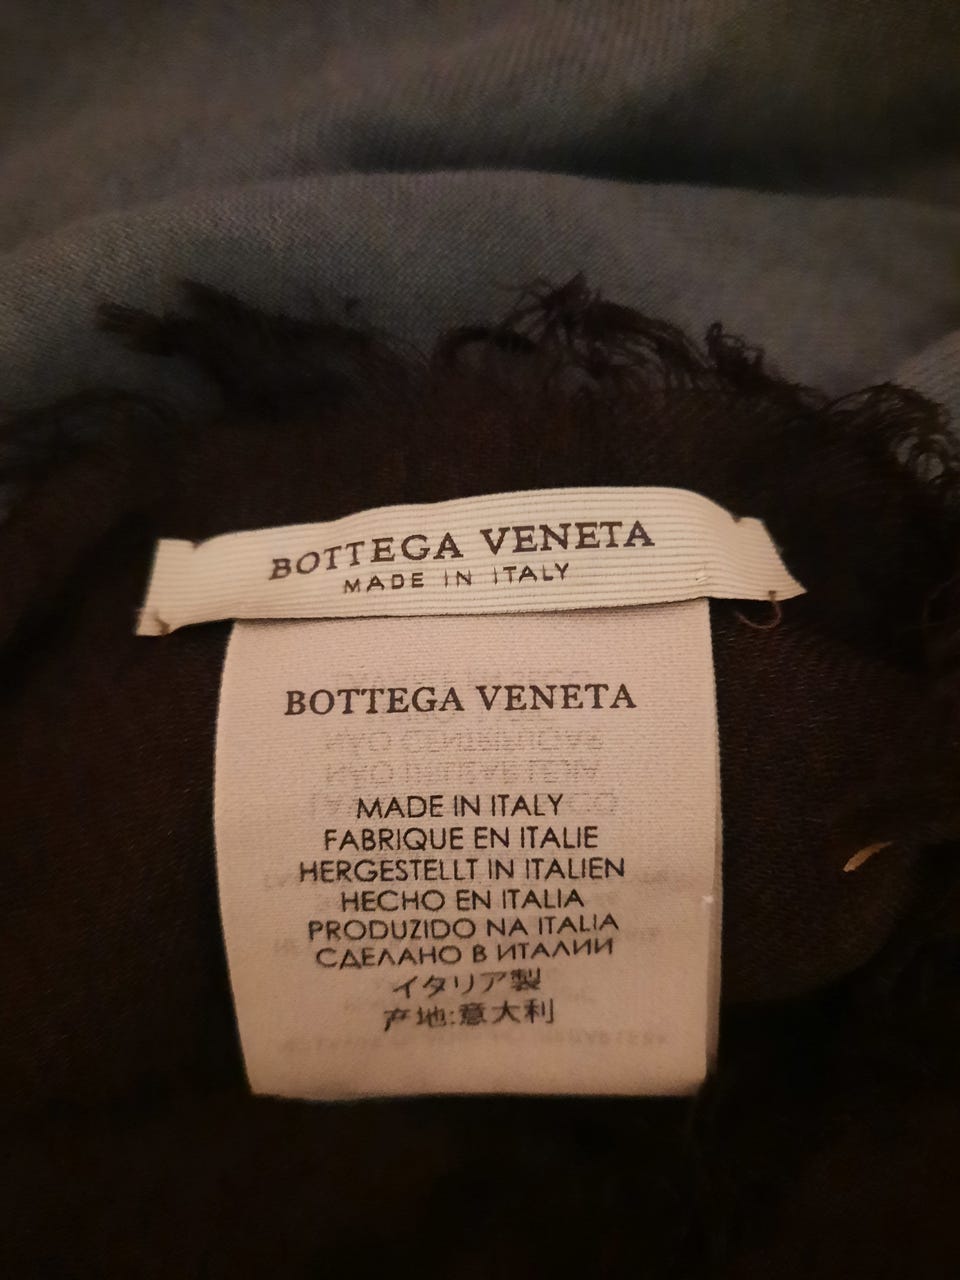 BOTTEGA VENETA
MADE IN ITALY
BOTTEGA VENETA
MADE IN ITALY
FABRIQUE EN ITALIE
HERGESTELLT IN ITALIEN
HECHO EN ITALIA
PRODUZIDO NA ITALIA
СДЕЛАНО В ИТАЛИИ
イタリア製
产地:意大利